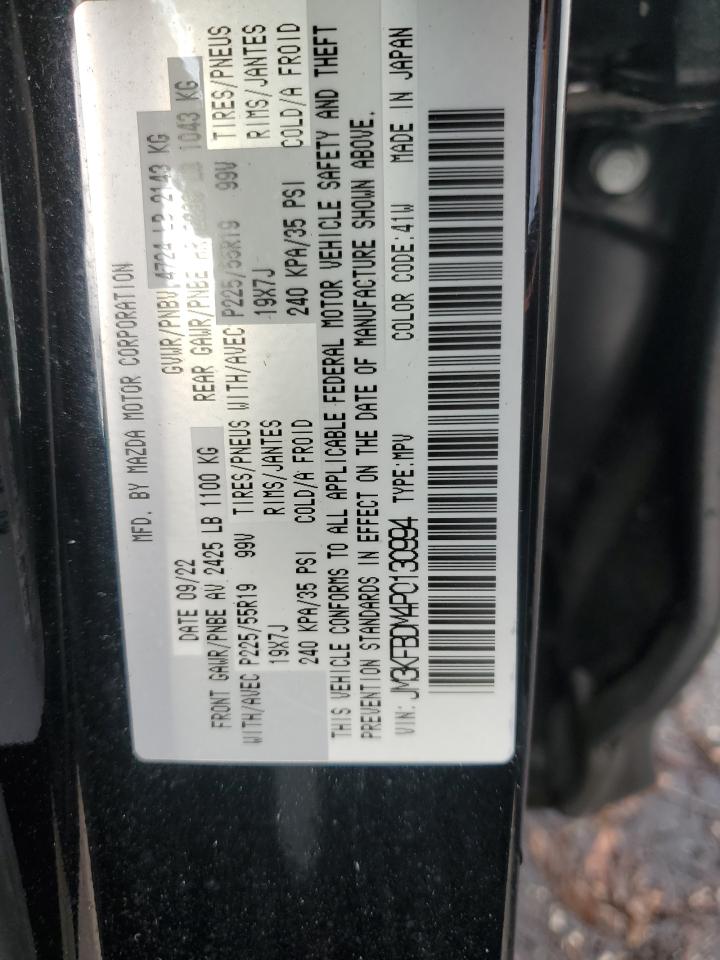 MFD. BY MAZDA MOTOR CORPORATION
DATE 09/22 GVWR/PNBV 4724 LB 2143 KG
FRONT GAWR/PNBE AV 2425 LB 1100 KG REAR GAWR/PNBE LB 1043 KG
WITH/AVEC P225/55R19 99V TIRES/PNEUS WITH/AVEC P225/55R19 99V TIRES/PNEUS
19X7J RIMS/JANTES 19X7J RIMS/JANTES
240 KPA/35 PSI COLD/A FROID 240 KPA/35 PSI COLD/A FROID
THIS VEHICLE CONFORMS TO ALL APPLICABLE FEDERAL MOTOR VEHICLE SAFETY AND THEFT
PREVENTION STANDARDS IN EFFECT ON THE DATE OF MANUFACTURE SHOWN ABOVE.
VIN: JM3KFBDM4P0130994 TYPE:MPV COLOR CODE:41W MADE IN JAPAN